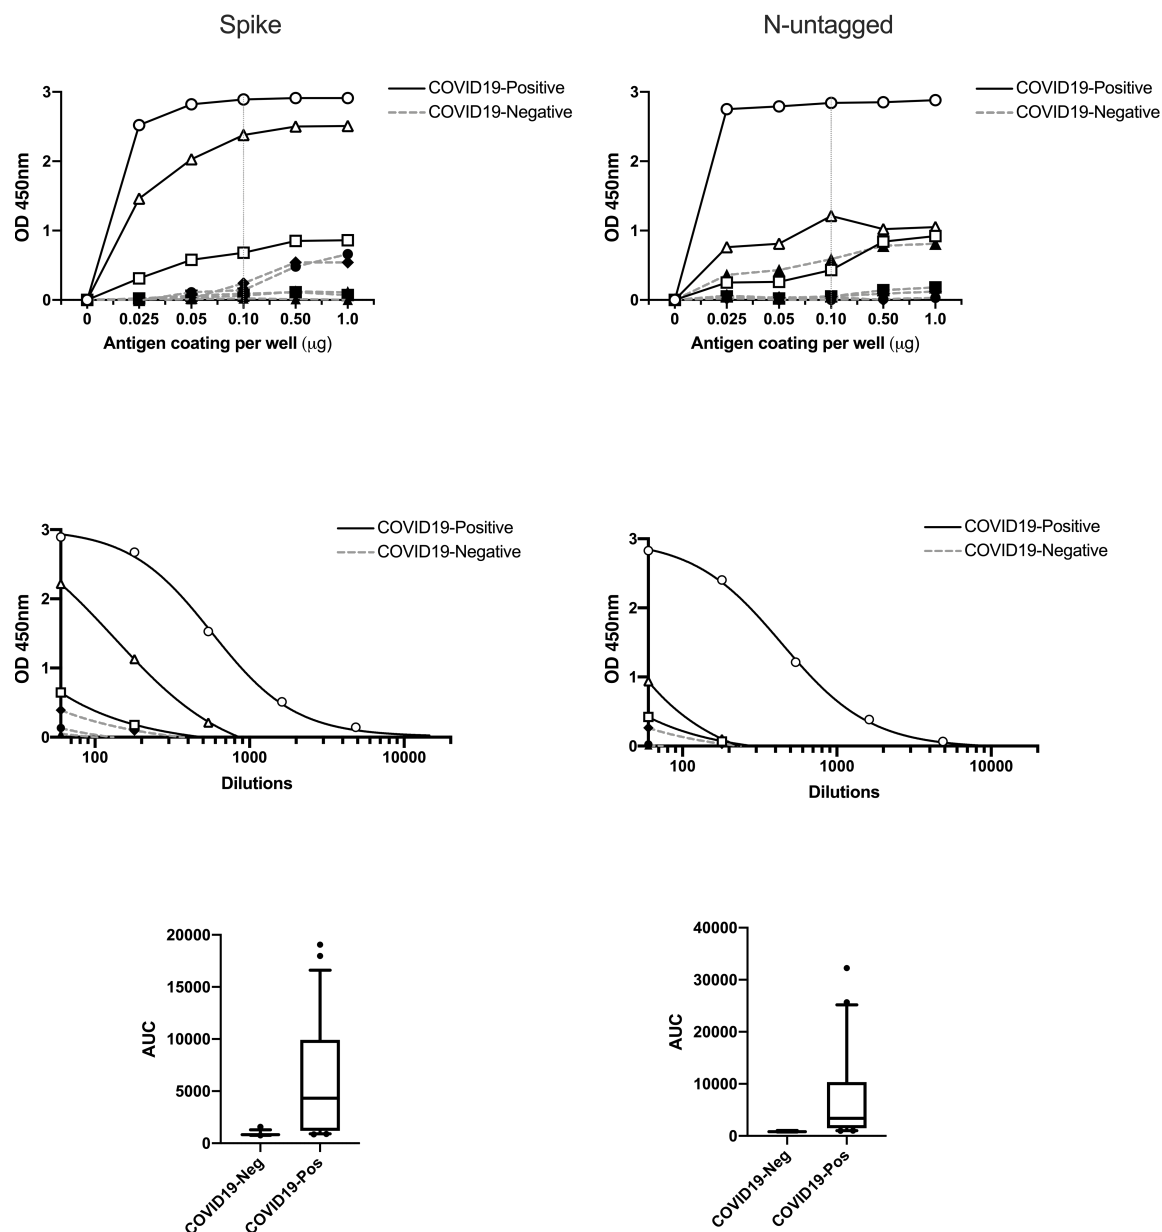 Spike
N-untagged
3
2
1
0
OD 450nm
COVID19-Positive
COVID19-Negative
0 0.025 0.05 0.10 0.50 1.0
Antigen coating per well (μg)
3
2
1
0
OD 450nm
COVID19-Positive
COVID19-Negative
0 0.025 0.05 0.10 0.50 1.0
Antigen coating per well (μg)
3
2
1
0
OD 450nm
COVID19-Positive
COVID19-Negative
100 1000 10000
Dilutions
3
2
1
0
OD 450nm
COVID19-Positive
COVID19-Negative
100 1000 10000
Dilutions
20000
15000
10000
5000
0
AUC
COVID19-Neg
COVID19-Pos
40000
30000
20000
10000
0
AUC
COVID19-Neg
COVID19-Pos